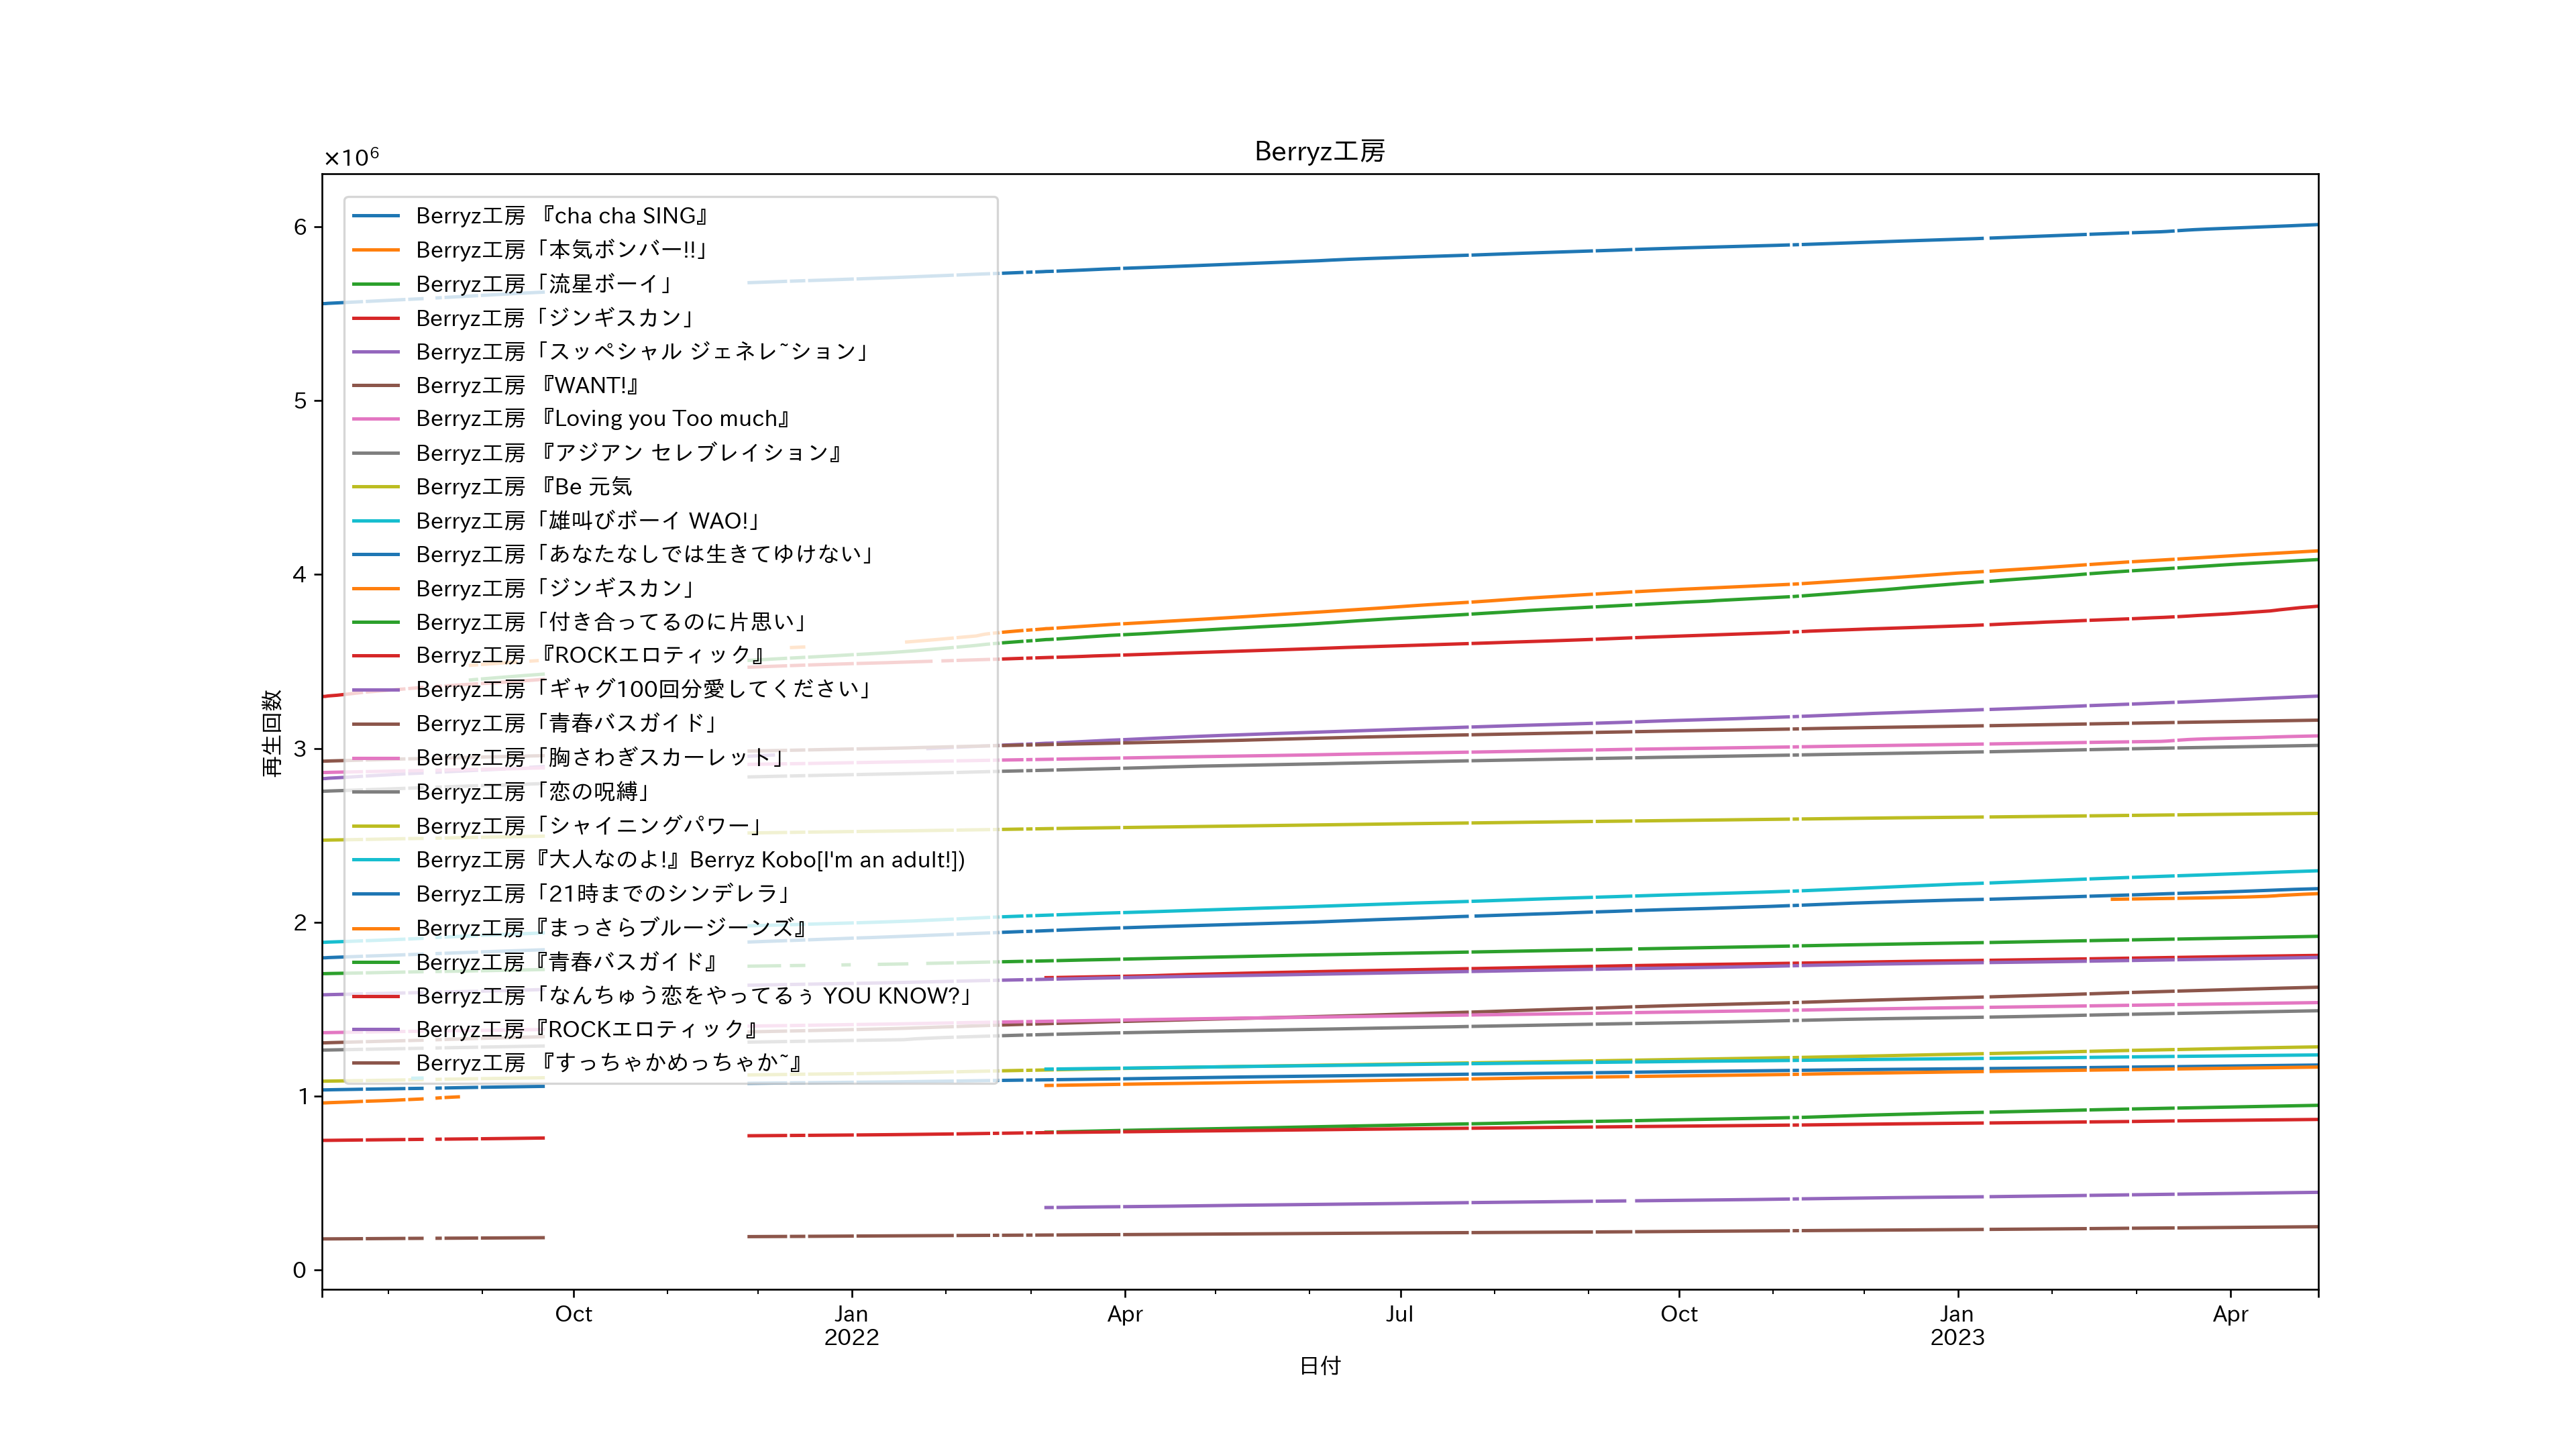 Berryz工房
×10⁶
6
5
4
3
2
1
0
再生回数
Berryz工房 『cha cha SING』
Berryz工房「本気ボンバー!!」
Berryz工房「流星ボーイ」
Berryz工房「ジンギスカン」
Berryz工房「スッペシャル ジェネレ~ション」
Berryz工房 『WANT!』
Berryz工房 『Loving you Too much』
Berryz工房 『アジアン セレブレイション』
Berryz工房 『Be 元気
Berryz工房「雄叫びボーイ WAO!」
Berryz工房「あなたなしでは生きてゆけない」
Berryz工房「ジンギスカン」
Berryz工房「付き合ってるのに片思い」
Berryz工房 『ROCKエロティック』
Berryz工房「ギャグ100回分愛してください」
Berryz工房「青春バスガイド」
Berryz工房「胸さわぎスカーレット」
Berryz工房「恋の呪縛」
Berryz工房「シャイニングパワー」
Berryz工房『大人なのよ!』Berryz Kobo[I'm an adult!])
Berryz工房「21時までのシンデレラ」
Berryz工房『まっさらブルージーンズ』
Berryz工房『青春バスガイド』
Berryz工房「なんちゅう恋をやってるぅ YOU KNOW?」
Berryz工房『ROCKエロティック』
Berryz工房 『すっちゃかめっちゃか~』
Oct Jan Apr Jul Oct Jan Apr
2022 2023
日付